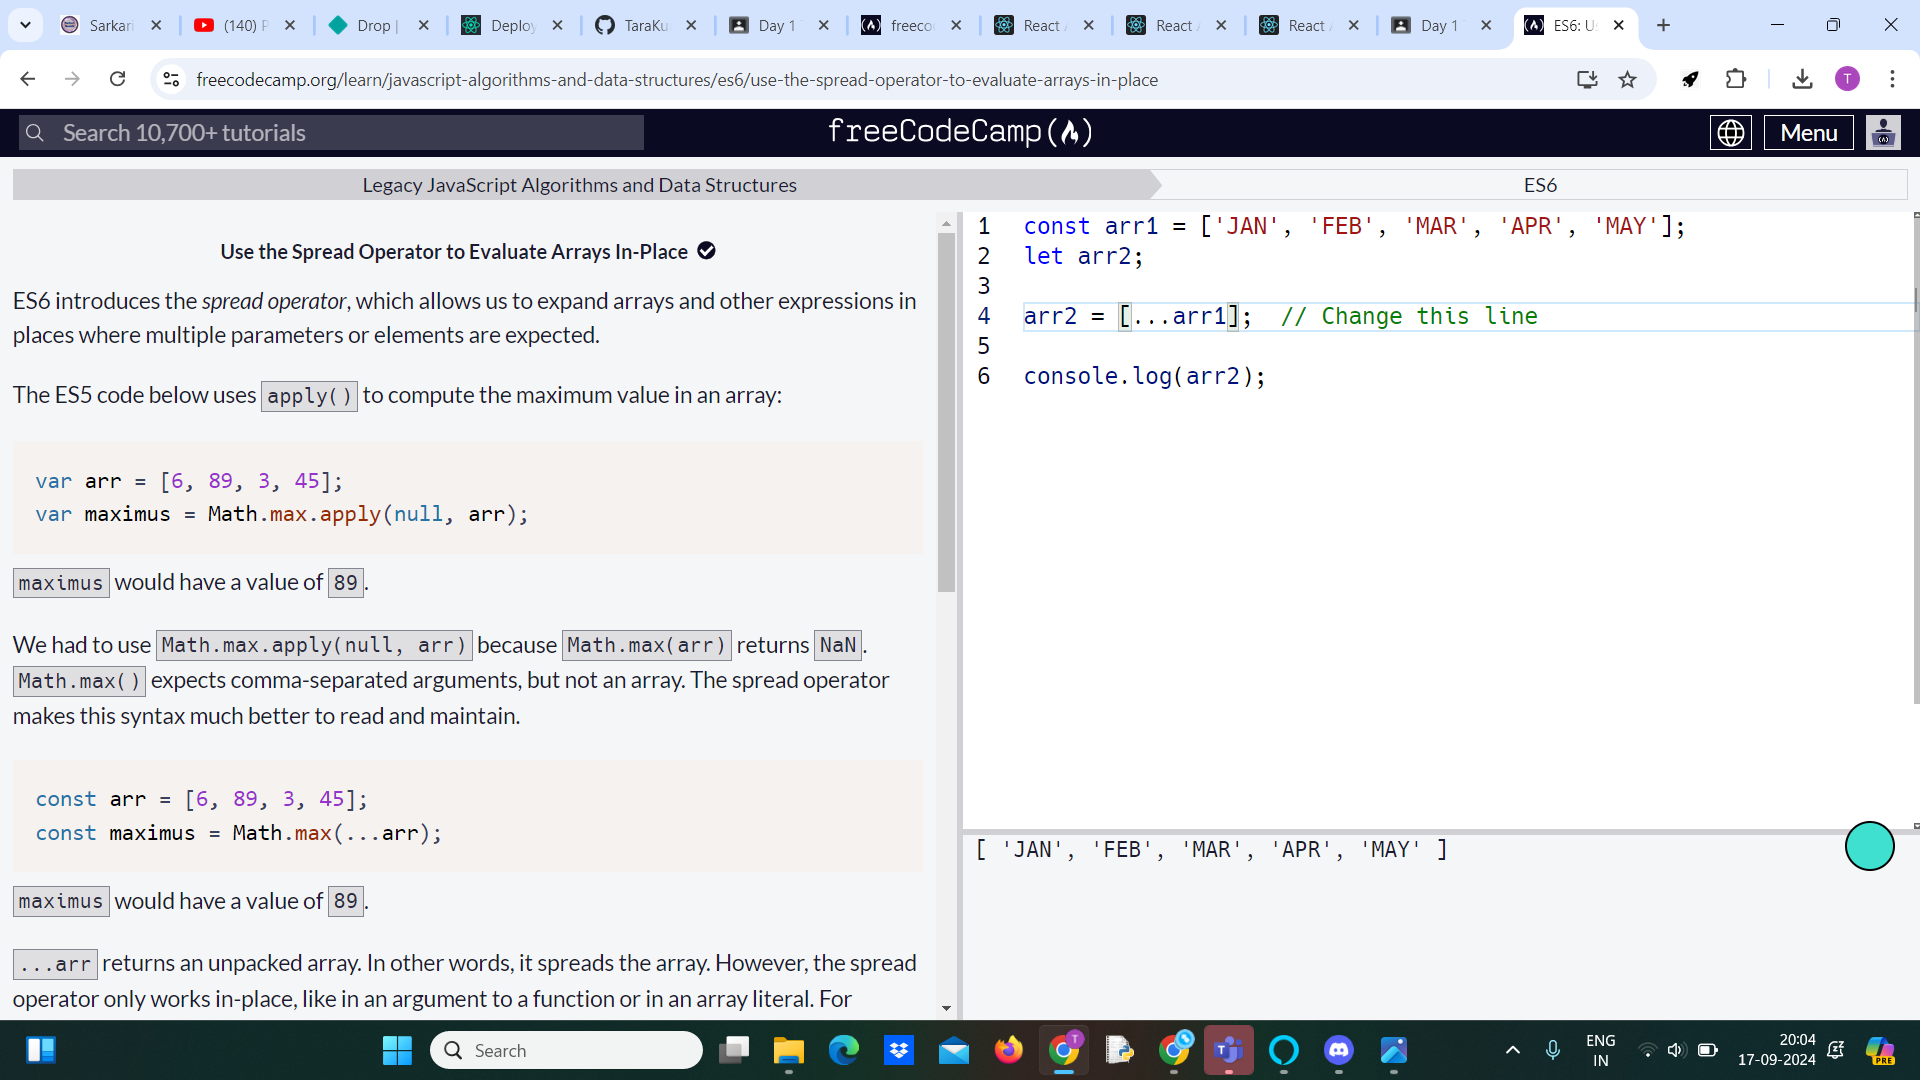 Sarkari
(140) P
Drop |
Deploy
TaraKu
Day 1
freeco
React
React
React
Day 1
ES6: Us
freecodecamp.org/learn/javascript-algorithms-and-data-structures/es6/use-the-spread-operator-to-evaluate-arrays-in-place
T
Search 10,700+ tutorials
freeCodeCamp(🔥)
Menu
Legacy JavaScript Algorithms and Data Structures
ES6
Use the Spread Operator to Evaluate Arrays In-Place
ES6 introduces the spread operator, which allows us to expand arrays and other expressions in
places where multiple parameters or elements are expected.
The ES5 code below uses apply() to compute the maximum value in an array:
var arr = [6, 89, 3, 45];
var maximus = Math.max.apply(null, arr);
maximus would have a value of 89.
We had to use Math.max.apply(null, arr) because Math.max(arr) returns NaN.
Math.max() expects comma-separated arguments, but not an array. The spread operator
makes this syntax much better to read and maintain.
const arr = [6, 89, 3, 45];
const maximus = Math.max(...arr);
maximus would have a value of 89.
...arr returns an unpacked array. In other words, it spreads the array. However, the spread
operator only works in-place, like in an argument to a function or in an array literal. For
1 const arr1 = ['JAN', 'FEB', 'MAR', 'APR', 'MAY'];
2 let arr2;
3
4 arr2 = [...arr1];  // Change this line
5
6 console.log(arr2);
[ 'JAN', 'FEB', 'MAR', 'APR', 'MAY' ]
Search
T
PRE
ENG
IN
20:04
17-09-2024